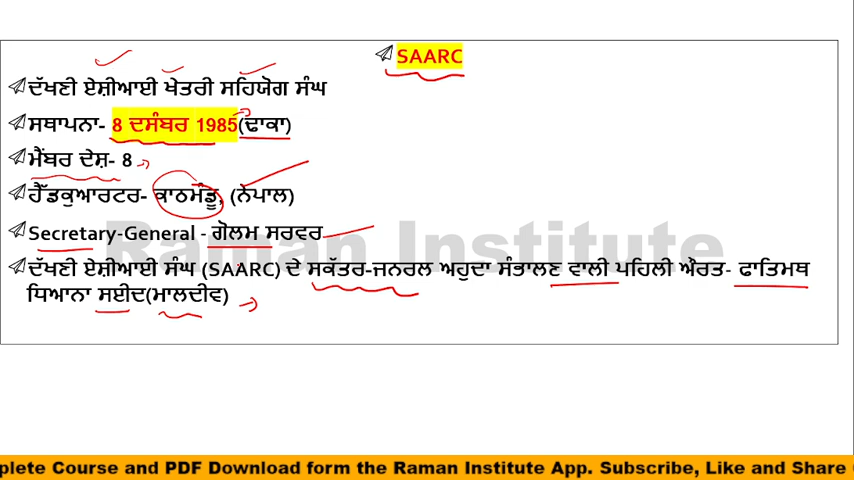 SAARC
ਦੱਖਣੀ ਏਸ਼ੀਆਈ ਖੇਤਰੀ ਸਹਿਯੋਗ ਸੰਘ
ਸਥਾਪਨਾ- 8 ਦਸੰਬਰ 1985(ਢਾਕਾ)
ਮੈਂਬਰ ਦੇਸ਼- 8
ਹੈੱਡਕੁਆਰਟਰ- ਕਾਠਮੰਡੂ, (ਨੇਪਾਲ)
Secretary-General - ਗੋਲਮ ਸਰਵਰ
Raman Institute
ਦੱਖਣੀ ਏਸ਼ੀਆਈ ਸੰਘ (SAARC) ਦੇ ਸਕੱਤਰ-ਜਨਰਲ ਅਹੁਦਾ ਸੰਭਾਲਣ ਵਾਲੀ ਪਹਿਲੀ ਔਰਤ- ਫਾਤਿਮਥ
ਧਿਆਨਾ ਸਈਦ(ਮਾਲਦੀਵ)
plete Course and PDF Download form the Raman Institute App. Subscribe, Like and Share